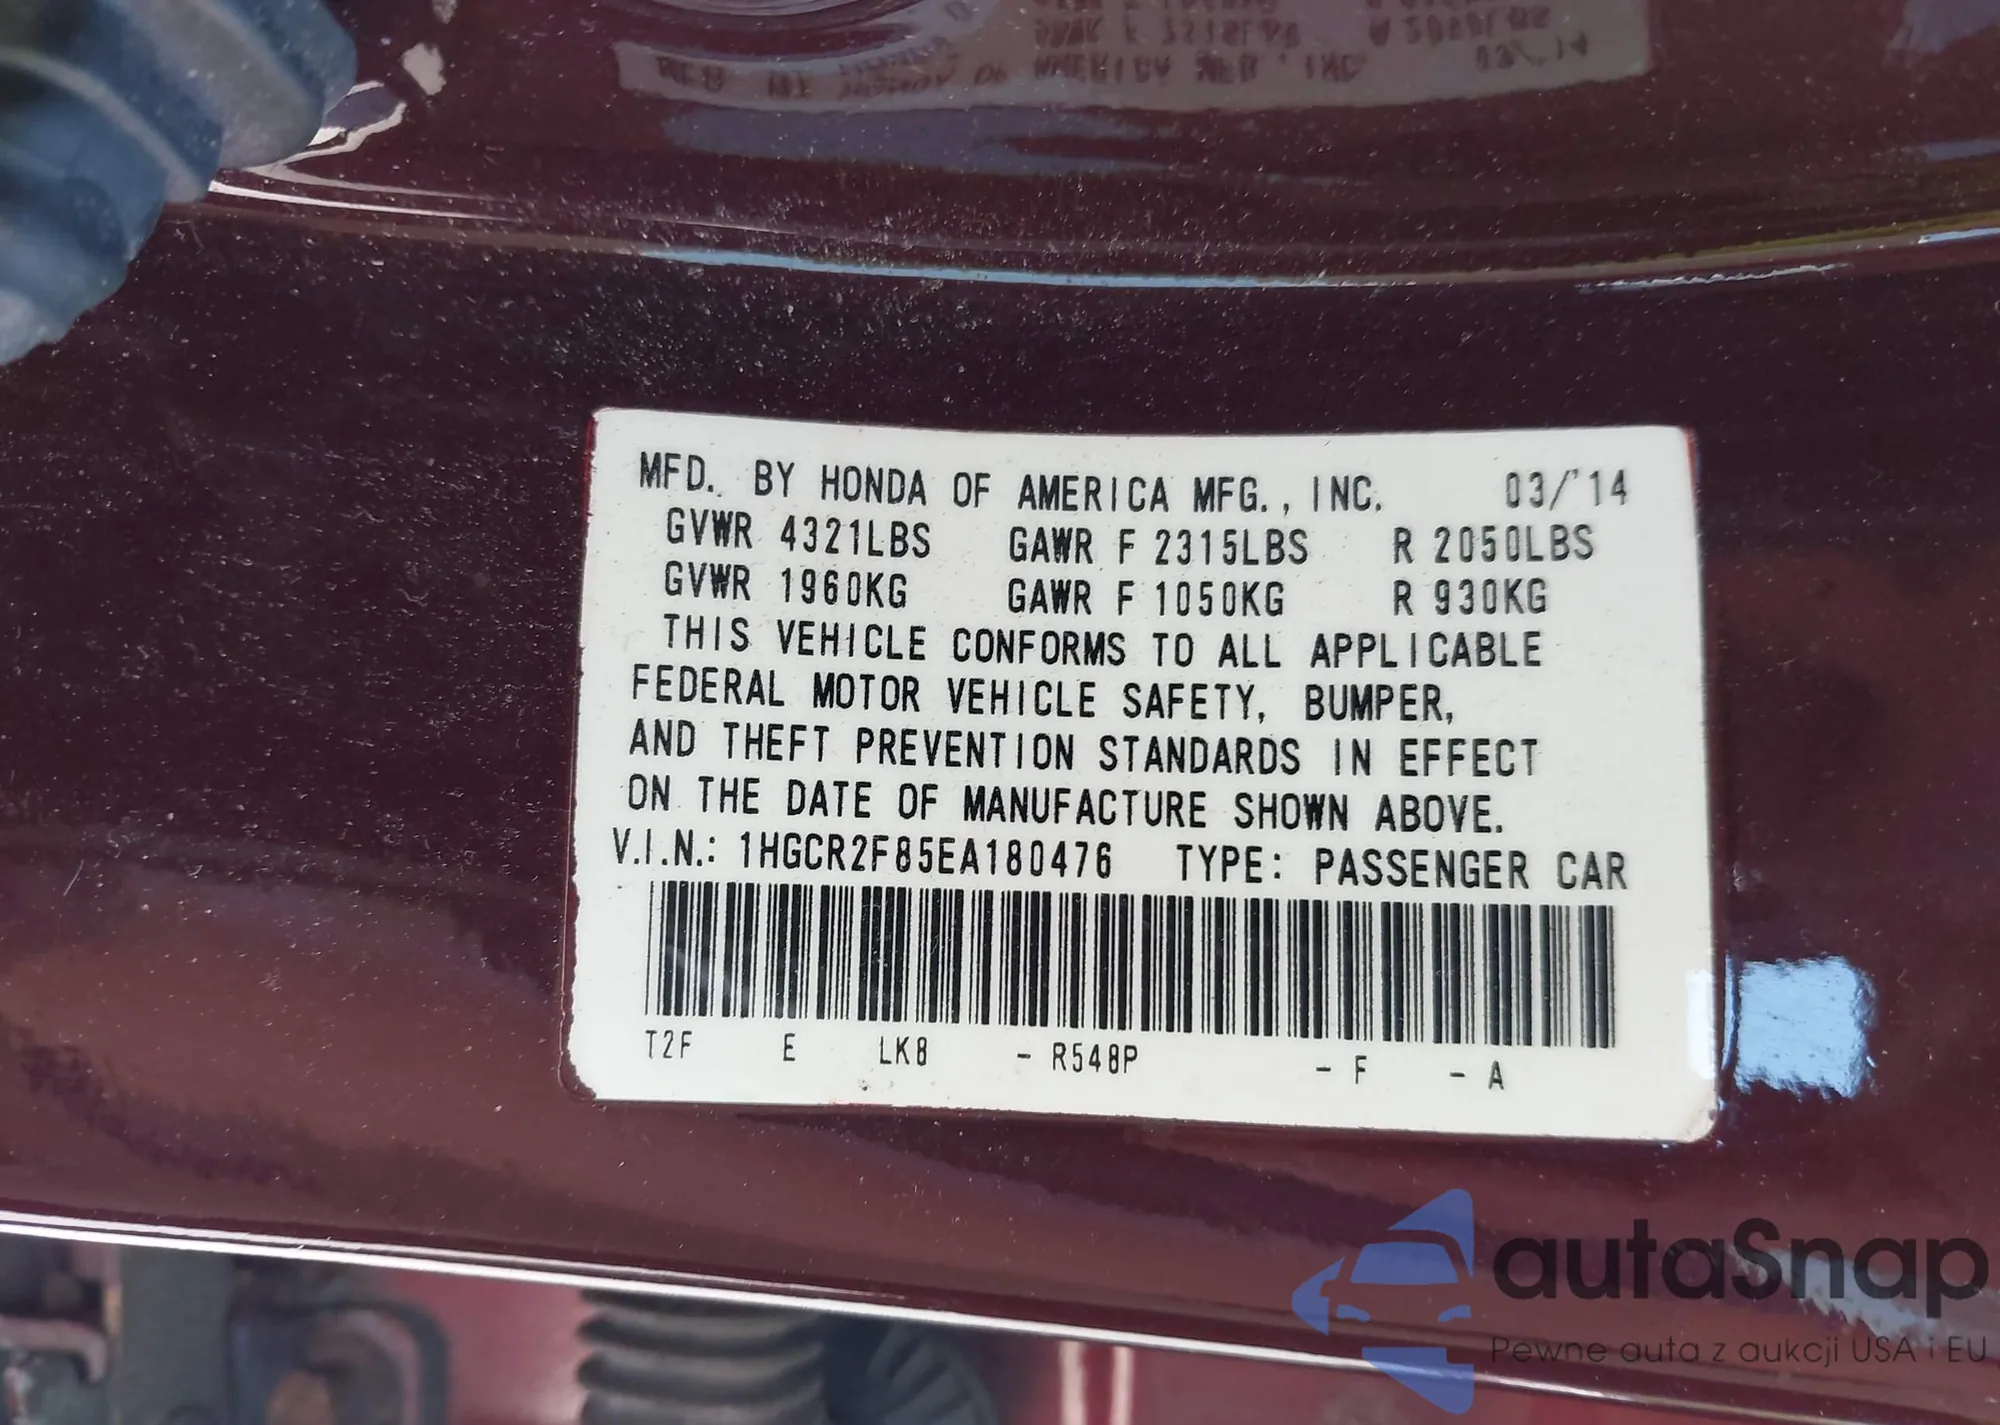 MFD. BY HONDA OF AMERICA MFG., INC. 03/'14
GVWR 4321LBS GAWR F 2315LBS R 2050LBS
GVWR 1960KG GAWR F 1050KG R 930KG
THIS VEHICLE CONFORMS TO ALL APPLICABLE
FEDERAL MOTOR VEHICLE SAFETY, BUMPER,
AND THEFT PREVENTION STANDARDS IN EFFECT
ON THE DATE OF MANUFACTURE SHOWN ABOVE.
V.I.N.: 1HGCR2F85EA180476 TYPE: PASSENGER CAR
T2F E LK8 - R548P - F - A
autaSnap
Pewne auta z aukcji USA i EU